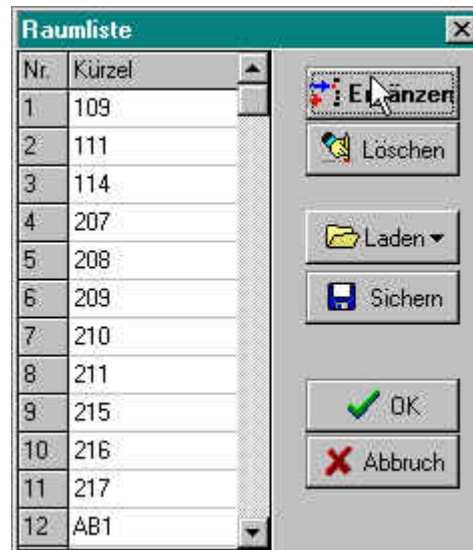 Raumliste
Nr. Kürzel
1 109
2 111
3 114
4 207
5 208
6 209
7 210
8 211
9 215
10 216
11 217
12 AB1
Ergänzen
Löschen
Laden
Sichern
OK
Abbruch